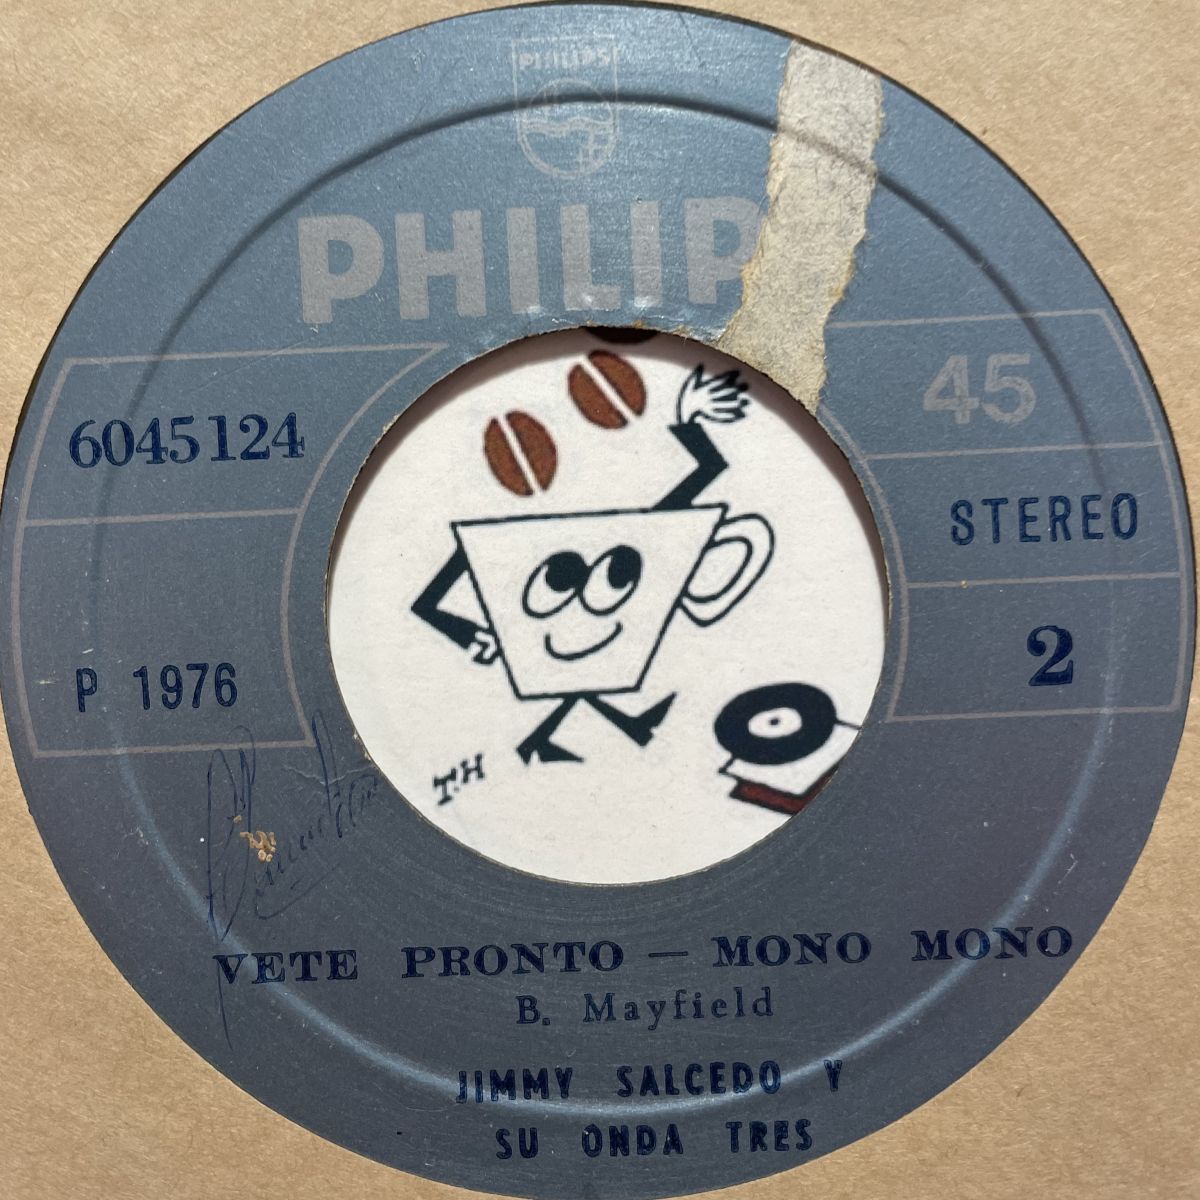 PHILIPS
PHILIP
6045124
45
STEREO
P 1976
2
T.H
VETE PRONTO — MONO MONO
B. Mayfield
JIMMY SALCEDO Y
SU ONDA TRES